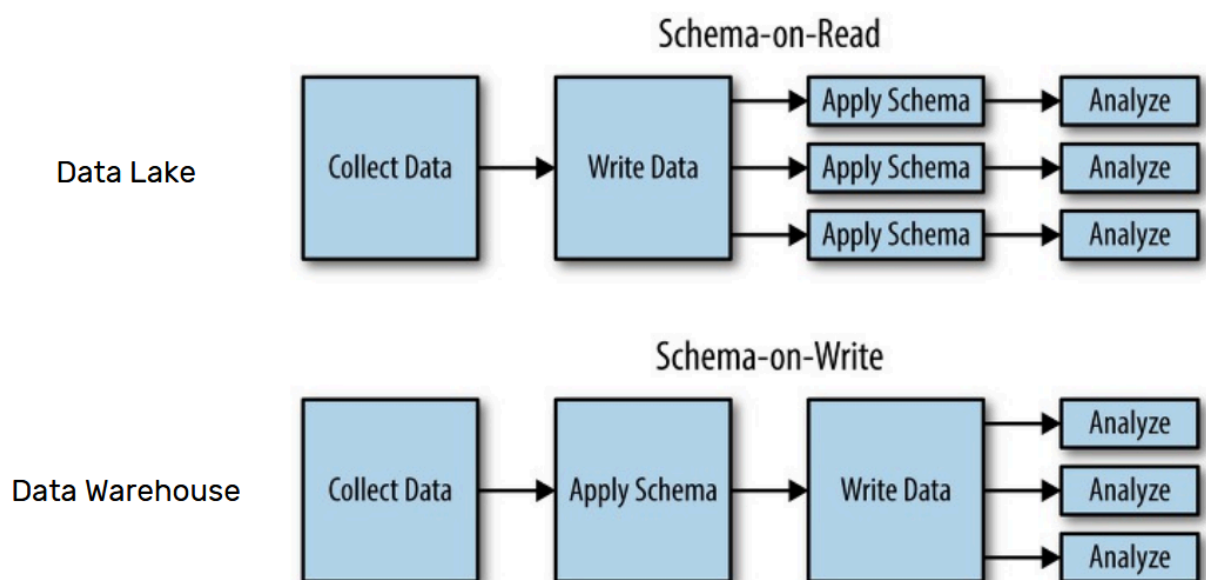 Schema-on-Read
Data Lake
Collect Data
Write Data
Apply Schema
Analyze
Apply Schema
Analyze
Apply Schema
Analyze
Schema-on-Write
Data Warehouse
Collect Data
Apply Schema
Write Data
Analyze
Analyze
Analyze